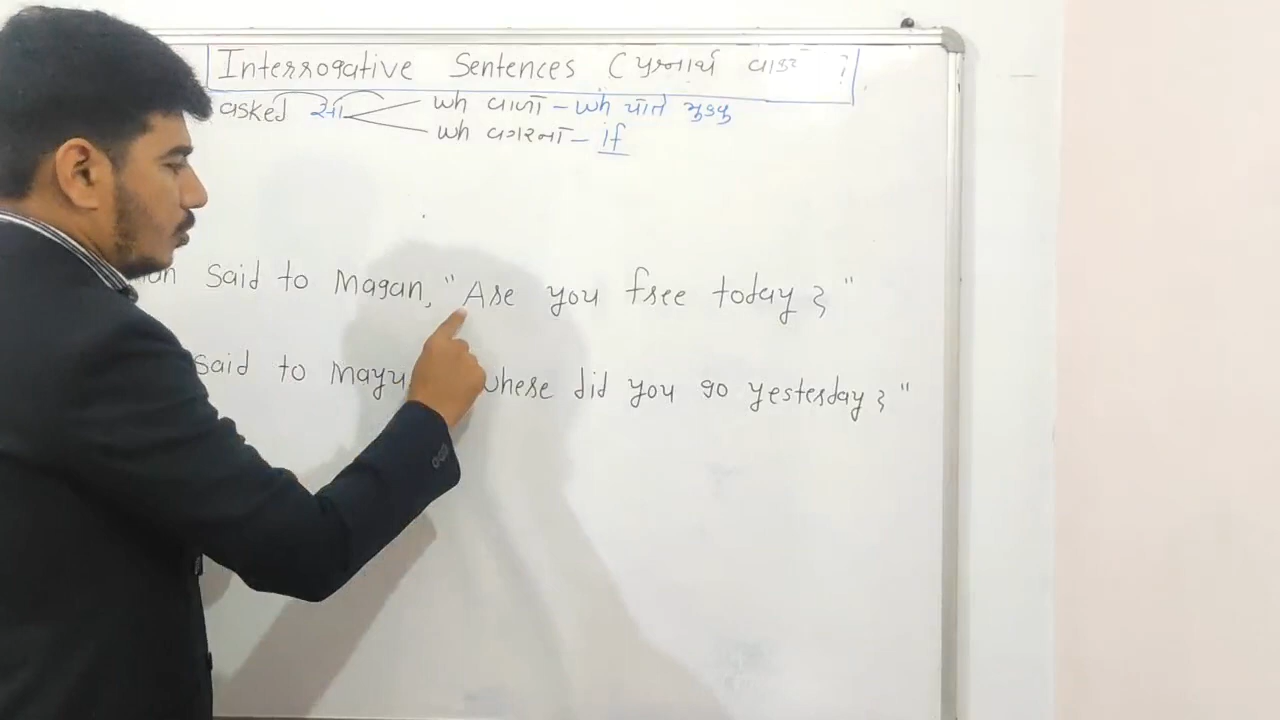 Interrogative Sentences (પ્રશ્નાર્થ વાક્ય ?
asked સા
wh વાળા - wh પોતે મુકવુ
wh વગરના - if
said to Magan, "Are you free today ? "
said to Mayu where did you go yesterday ? "